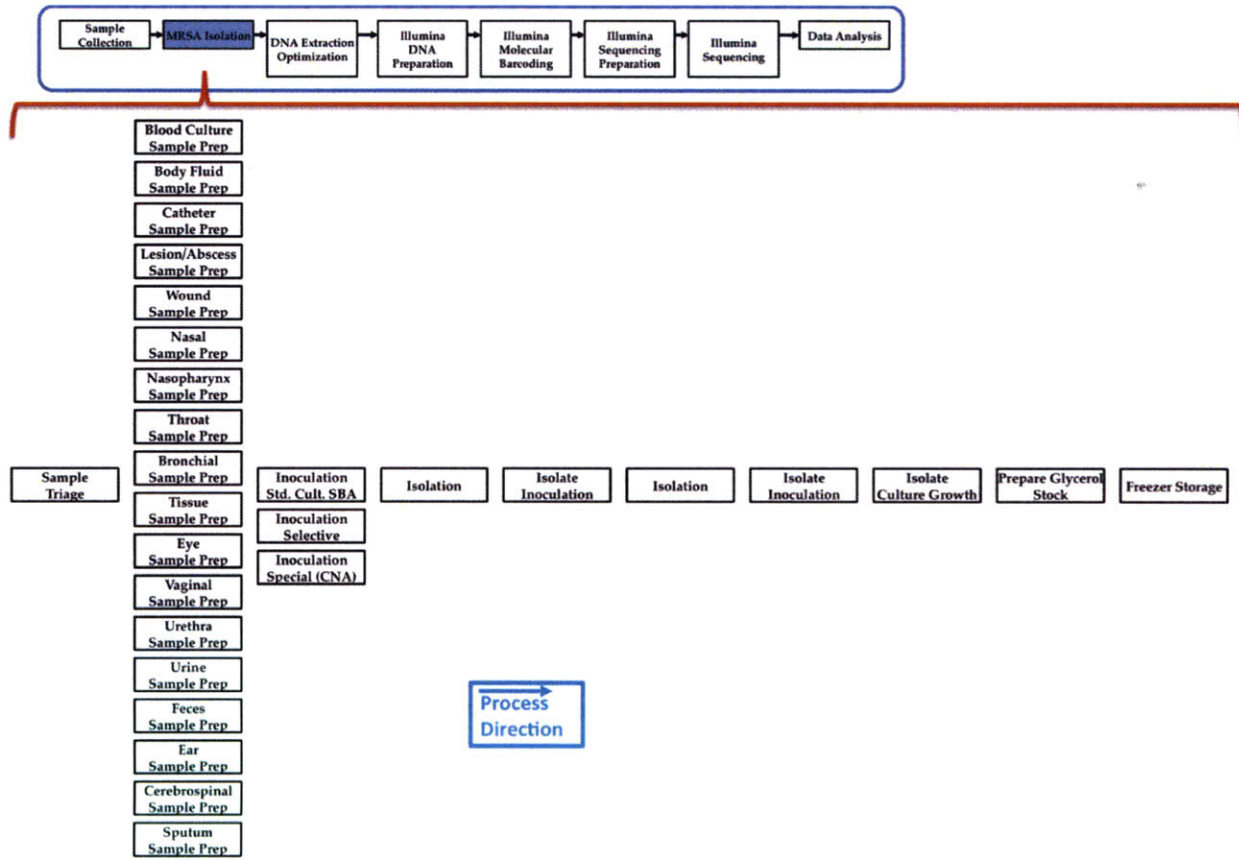 Sample
Collection
MRSA Isolation
DNA Extraction
Optimization
Illumina
DNA
Preparation
Illumina
Molecular
Barcoding
Illumina
Sequencing
Preparation
Illumina
Sequencing
Data Analysis
Blood Culture
Sample Prep
Body Fluid
Sample Prep
Catheter
Sample Prep
Lesion/Abscess
Sample Prep
Wound
Sample Prep
Nasal
Sample Prep
Nasopharynx
Sample Prep
Throat
Sample Prep
Bronchial
Sample Prep
Tissue
Sample Prep
Eye
Sample Prep
Vaginal
Sample Prep
Urethra
Sample Prep
Urine
Sample Prep
Feces
Sample Prep
Ear
Sample Prep
Cerebrospinal
Sample Prep
Sputum
Sample Prep
Sample
Triage
Inoculation
Std. Cult. SBA
Inoculation
Selective
Inoculation
Special (CNA)
Isolation
Isolate
Inoculation
Isolation
Isolate
Inoculation
Isolate
Culture Growth
Prepare Glycerol
Stock
Freezer Storage
Process
Direction